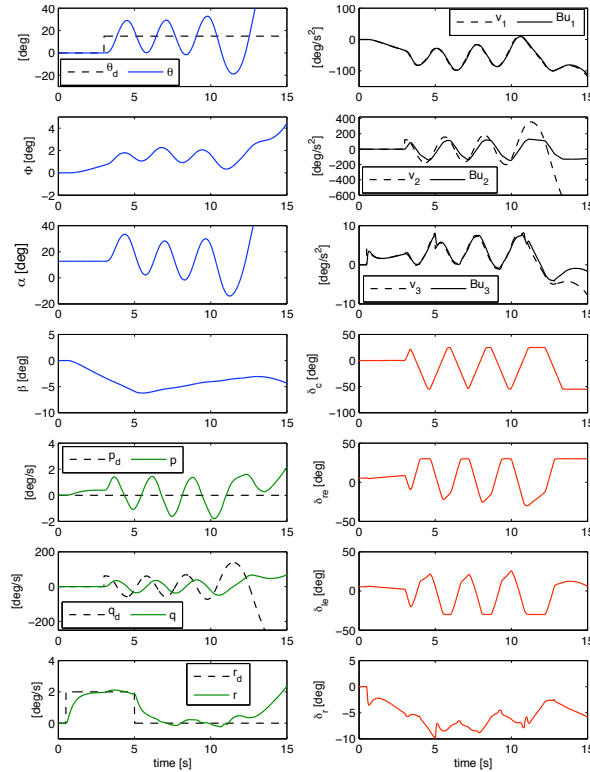 [deg]
40
20
0
−20
θd θ
0 5 10 15
[deg/s²]
0
−100
v1 Bu1
0 5 10 15
Φ [deg]
5
0
−2
0 5 10 15
[deg/s²]
400
200
0
−200
−400
−600
v2 Bu2
0 5 10 15
α [deg]
40
20
0
−20
0 5 10 15
[deg/s²]
10
0
−10
v3 Bu3
0 5 10 15
β [deg]
5
0
−5
−10
0 5 10 15
δc [deg]
50
0
−50
−100
0 5 10 15
[deg/s]
4
2
0
−2
pd p
0 5 10 15
δre [deg]
50
0
−50
0 5 10 15
[deg/s]
200
0
−200
qd q
0 5 10 15
δle [deg]
50
0
−50
0 5 10 15
[deg/s]
4
2
0
rd
r
0 5 10 15
time [s]
δr [deg]
5
0
−5
−10
0 5 10 15
time [s]